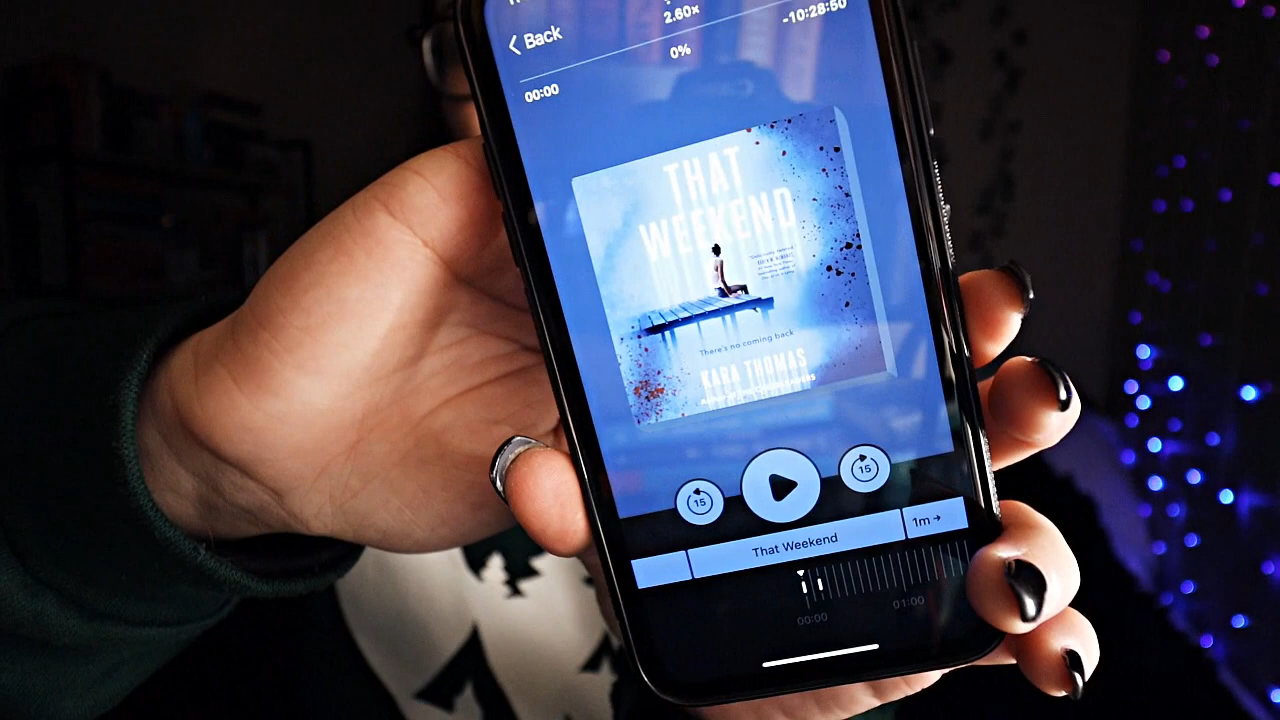 2.60x
-10:28:50
Back
0%
00:00
THAT
WEEKEND
There's no coming back
KARA THOMAS
15
15
That Weekend
1m→
00:00
01:00